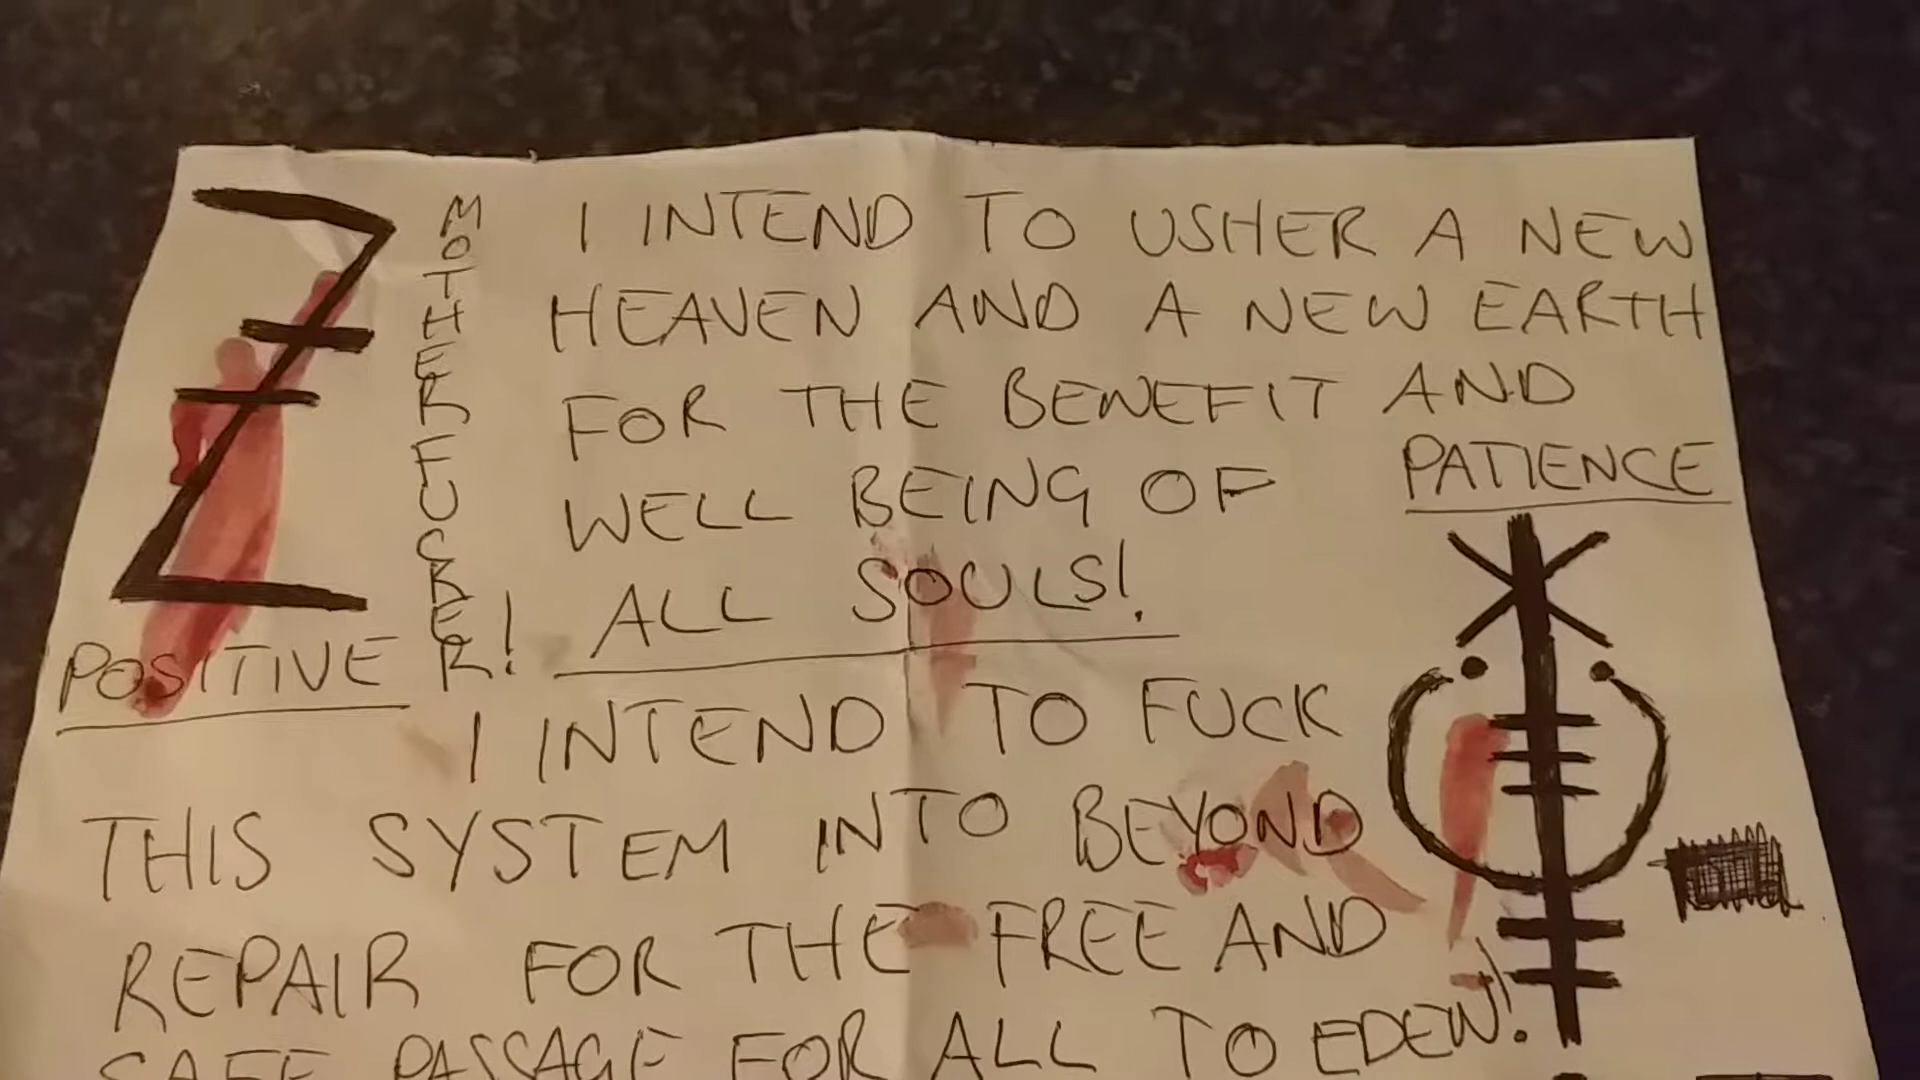 MOTHERFUCKER!
I INTEND TO USHER A NEW
HEAVEN AND A NEW EARTH
FOR THE BENEFIT AND
WELL BEING OF
ALL SOULS!
POSITIVE
PATIENCE
I INTEND TO FUCK
THIS SYSTEM INTO BEYOND
REPAIR FOR THE FREE AND
SAFE PASSAGE FOR ALL TO EDEN!